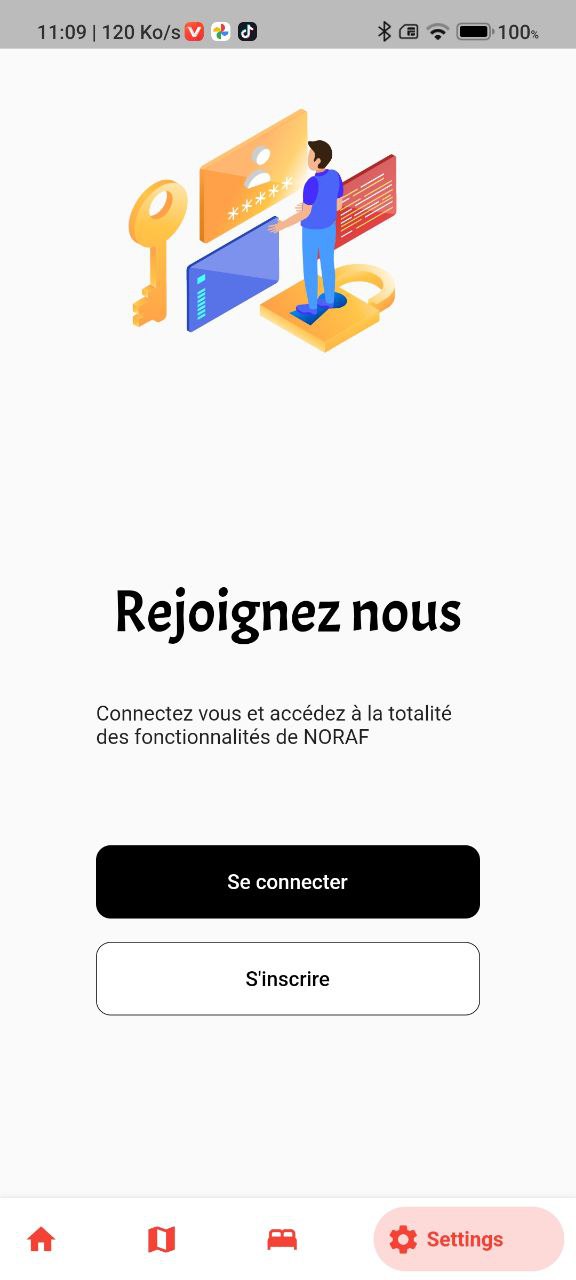 11:09 | 120 Ko/s 100%
*****
Rejoignez nous
Connectez vous et accédez à la totalité
des fonctionnalités de NORAF
Se connecter
S'inscrire
Settings